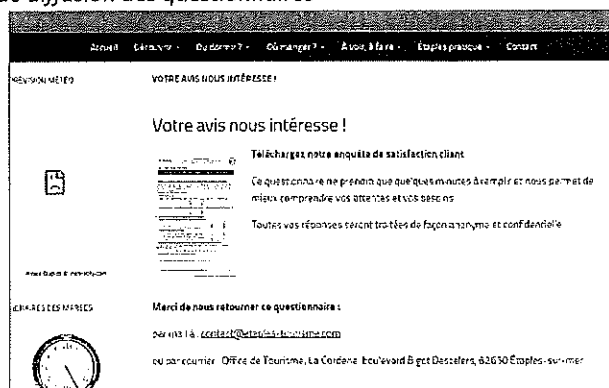 de diffusion des questionnaires
Accueil Découvrir Où dormir ? Où manger ? A voir, à faire Étaples pratique Contact
PRÉVISION MÉTÉO
VOTRE AVIS NOUS INTÉRESSE !
Votre avis nous intéresse !
Téléchargez notre enquête de satisfaction client
Ce questionnaire ne prendra que quelques minutes à remplir et nous permet de
mieux comprendre vos attentes et vos besoins
Toutes vos réponses seront traitées de façon anonyme et confidentielle
HORAIRES DES MARÉES
Merci de nous retourner ce questionnaire :
par mail à : contact@etaples-tourisme.com
ou par courrier : Office de Tourisme, La Corderie, Boulevard Bigot Descelers, 62630 Étaples-sur-mer